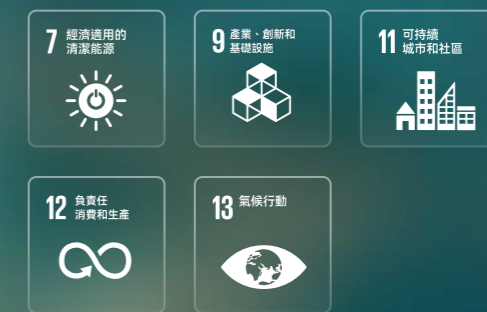 7 經濟適用的
清潔能源
9 產業、創新和
基礎設施
11 可持續
城市和社區
12 負責任
消費和生產
13 氣候行動